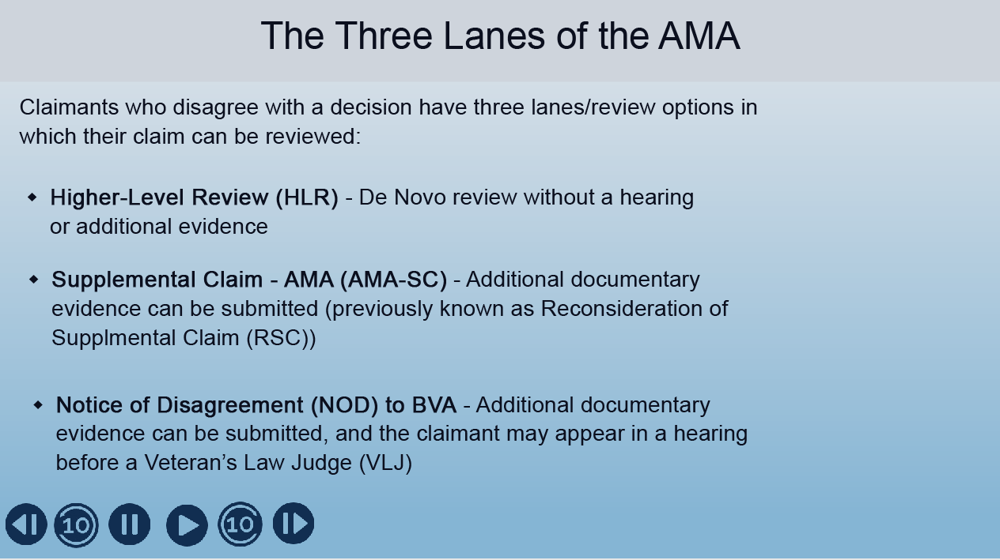 The Three Lanes of the AMA
Claimants who disagree with a decision have three lanes/review options in
which their claim can be reviewed:
Higher-Level Review (HLR) - De Novo review without a hearing
or additional evidence
Supplemental Claim - AMA (AMA-SC) - Additional documentary
evidence can be submitted (previously known as Reconsideration of
Supplmental Claim (RSC))
Notice of Disagreement (NOD) to BVA - Additional documentary
evidence can be submitted, and the claimant may appear in a hearing
before a Veteran’s Law Judge (VLJ)
10 10